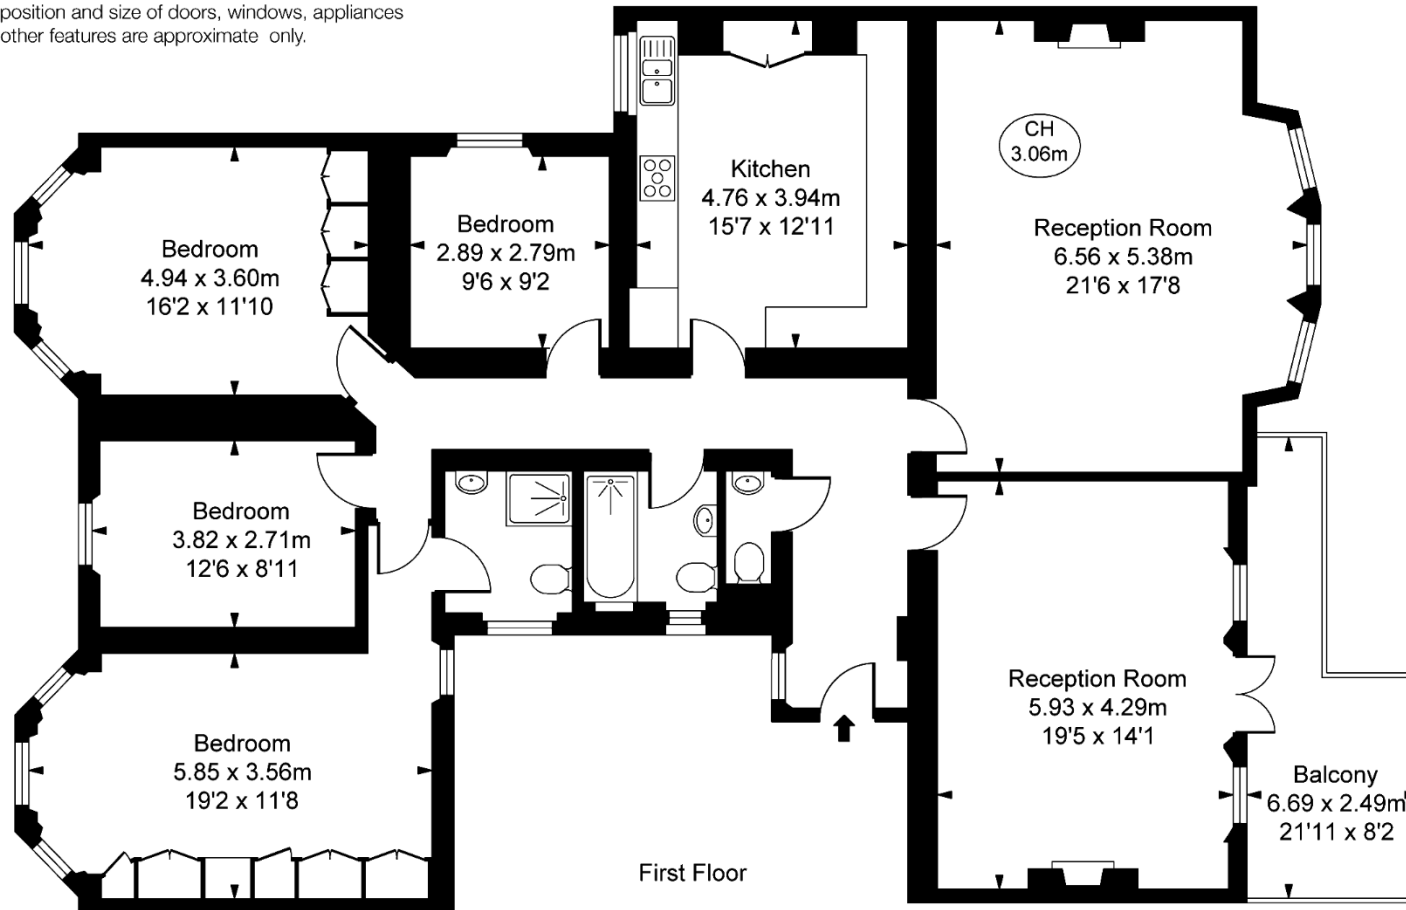 position and size of doors, windows, appliances
other features are approximate only.
CH
3.06m
Kitchen
4.76 x 3.94m
15'7 x 12'11
Reception Room
6.56 x 5.38m
21'6 x 17'8
Bedroom
4.94 x 3.60m
16'2 x 11'10
Bedroom
2.89 x 2.79m
9'6 x 9'2
Bedroom
3.82 x 2.71m
12'6 x 8'11
Bedroom
5.85 x 3.56m
19'2 x 11'8
Reception Room
5.93 x 4.29m
19'5 x 14'1
Balcony
6.69 x 2.49m
21'11 x 8'2
First Floor